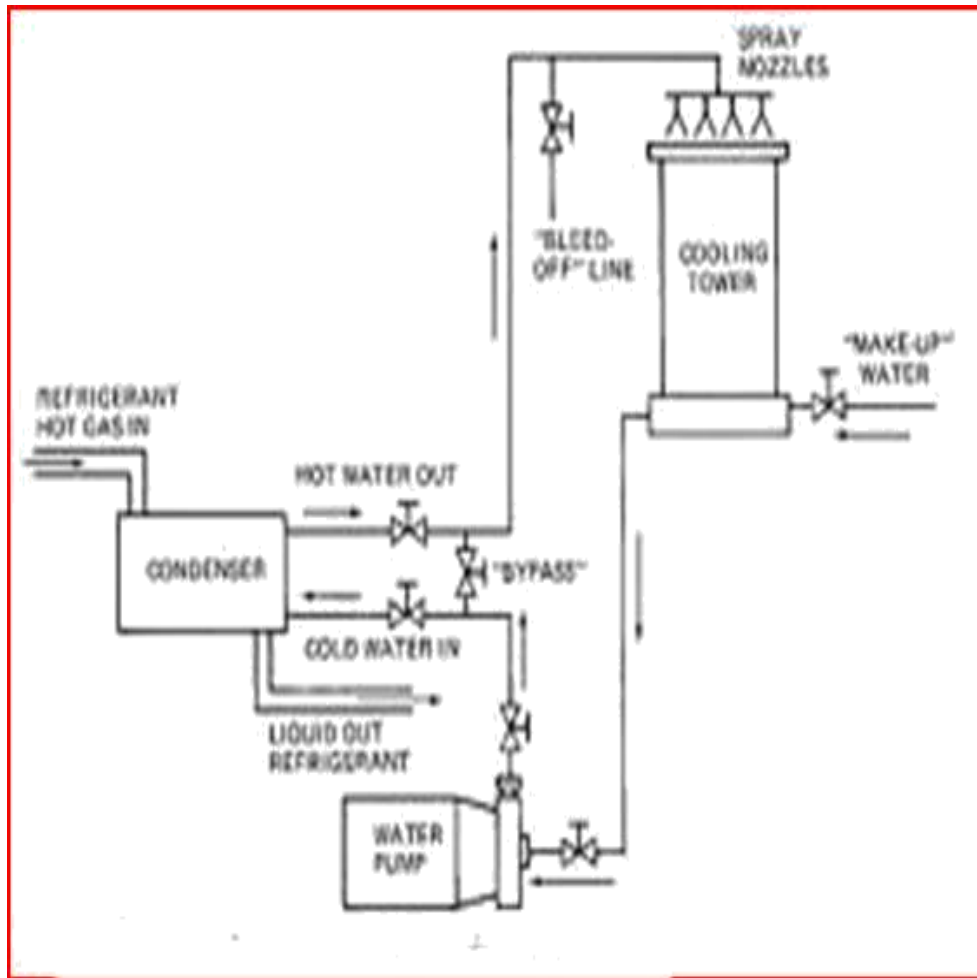 SPRAY
NOZZLES
"BLEED-
OFF" LINE
COOLING
TOWER
"MAKE-UP"
WATER
REFRIGERANT
HOT GAS IN
HOT WATER OUT
CONDENSER
"BYPASS"
COLD WATER IN
LIQUID OUT
REFRIGERANT
WATER
PUMP